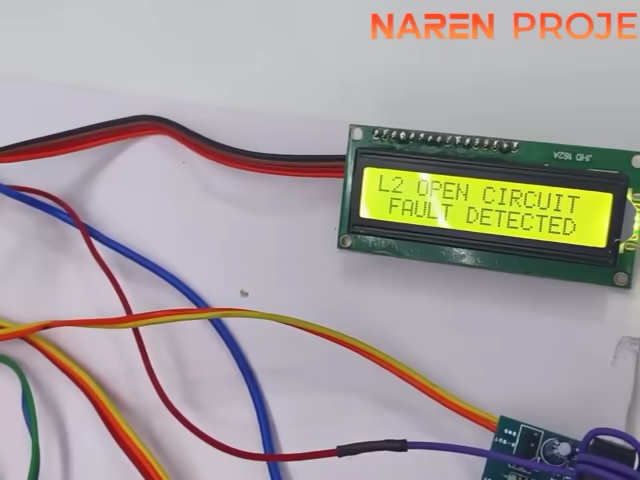 NAREN PROJE
JHD 162A
L2 OPEN CIRCUIT
FAULT DETECTED